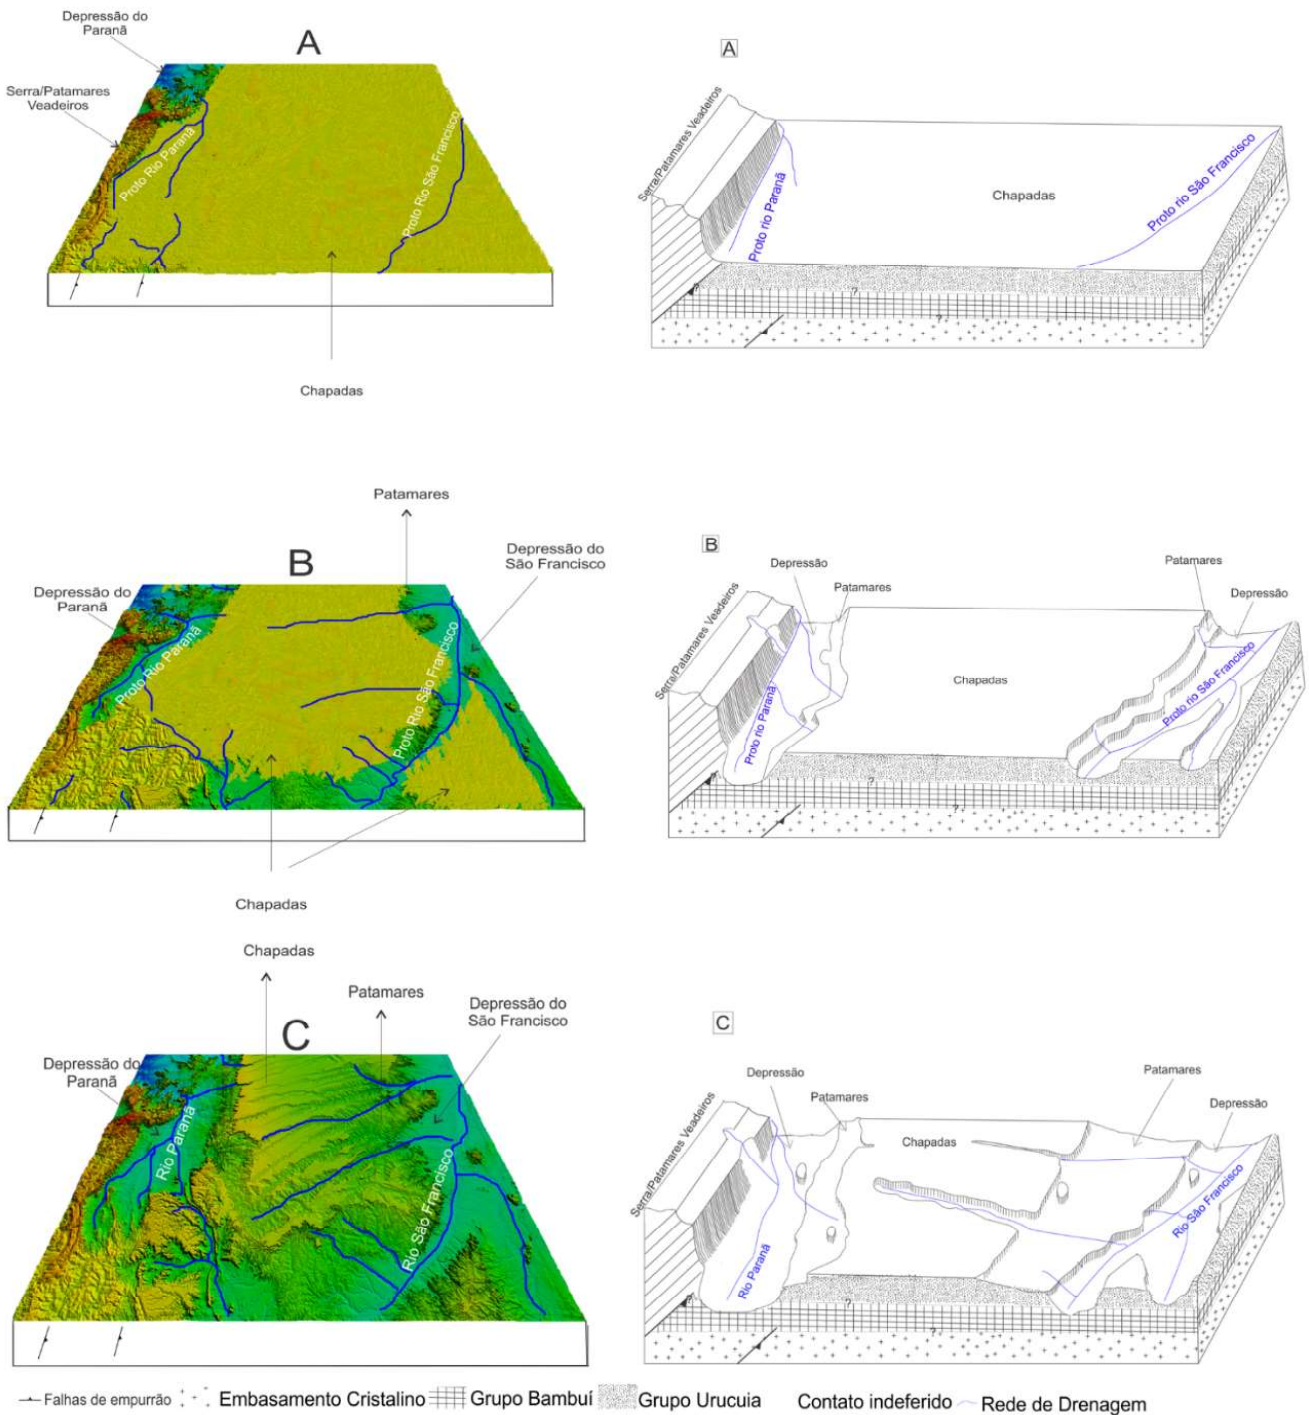 Depressão do
Paranã
A
Serra/Patamares
Veadeiros
Proto Rio Paranã
Proto Rio São Francisco
Chapadas
A
Serra/Patamares Veadeiros
Proto rio Paranã
Chapadas
Proto rio São Francisco
?
?
?
Patamares
B
Depressão do
São Francisco
Depressão do
Paranã
Proto Rio Paranã
Proto Rio São Francisco
Chapadas
B
Depressão
Patamares
Patamares
Depressão
Serra/Patamares Veadeiros
Proto rio Paranã
Chapadas
Proto rio São Francisco
?
?
?
Chapadas
Patamares
C
Depressão do
São Francisco
Depressão do
Paranã
Rio Paranã
Rio São Francisco
C
Depressão
Patamares
Patamares
Depressão
Serra/Patamares Veadeiros
Chapadas
Rio Paranã
Rio São Francisco
?
?
?
Falhas de empurrão Embasamento Cristalino Grupo Bambuí Grupo Urucuia Contato indeferido Rede de Drenagem